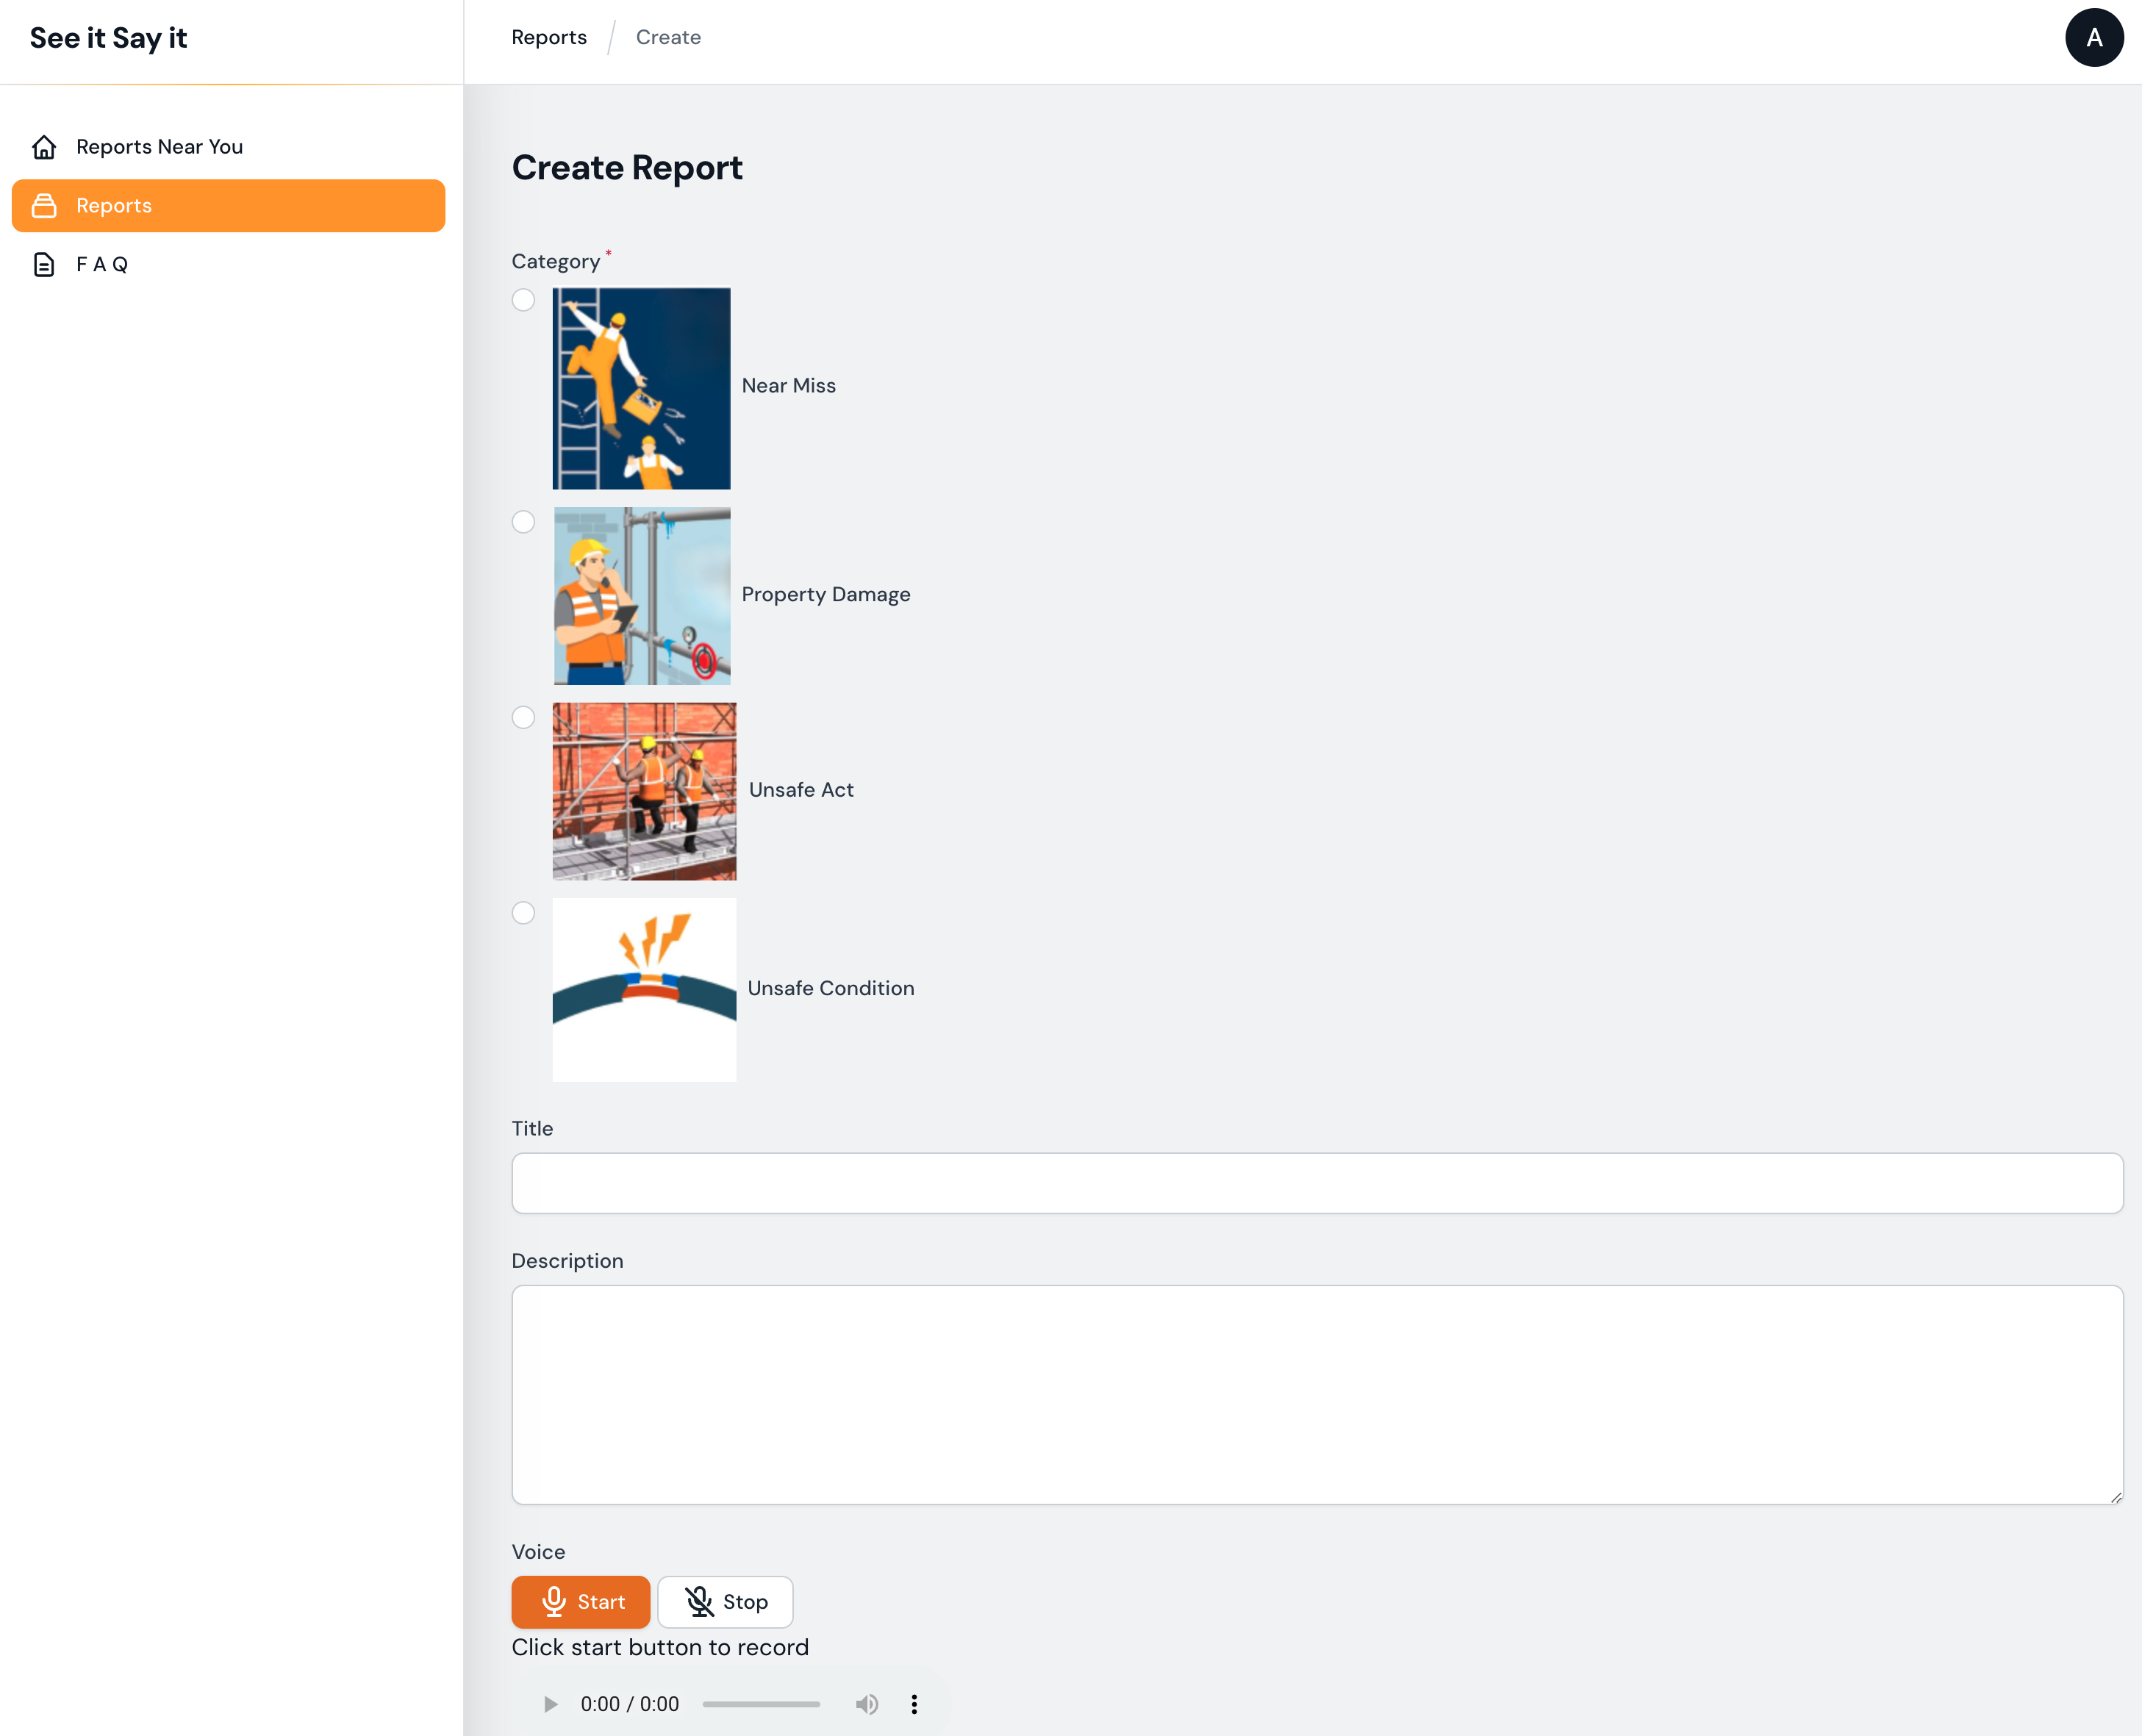 See it Say it
Reports / Create
A
Reports Near You
Reports
F A Q
Create Report
Category *
Near Miss
Property Damage
Unsafe Act
Unsafe Condition
Title
Description
Voice
Start Stop
Click start button to record
0:00 / 0:00